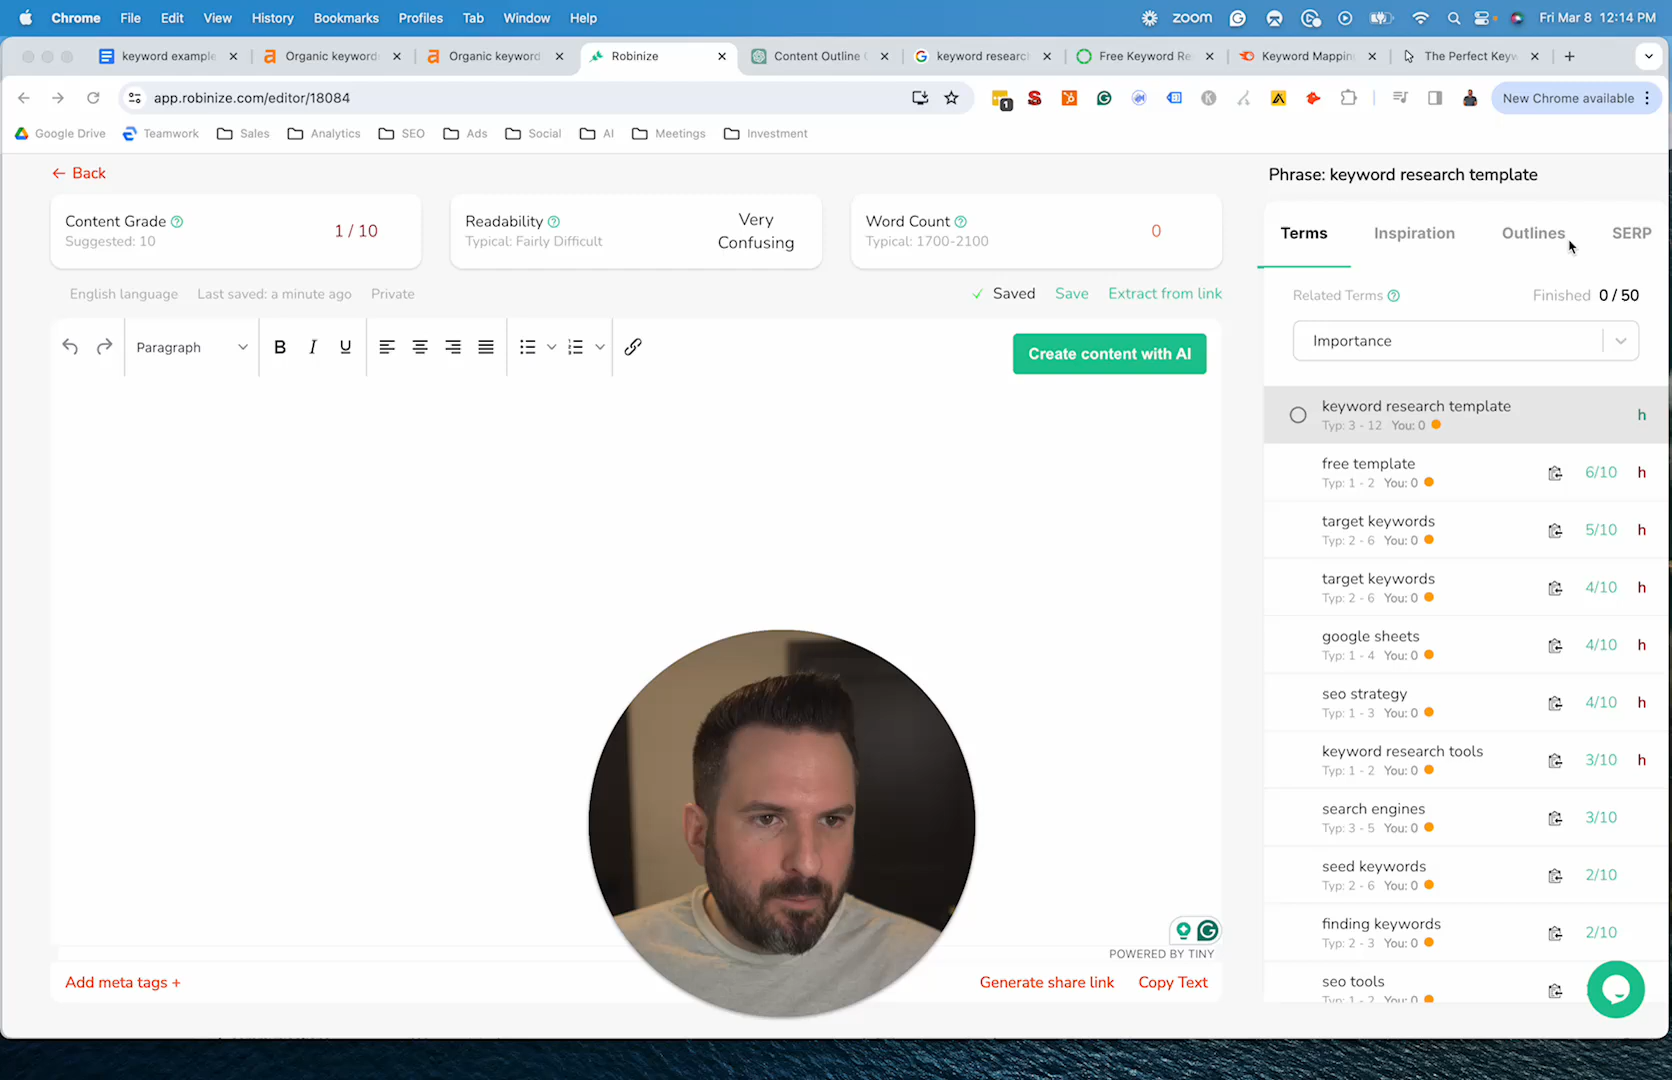 Chrome File Edit View History Bookmarks Profiles Tab Window Help zoom Fri Mar 8 12:14 PM
keyword example Organic keyword Organic keyword Robinize Content Outline keyword research Free Keyword Re Keyword Mappin The Perfect Keyw
app.robinize.com/editor/18084 1 New Chrome available
Google Drive Teamwork Sales Analytics SEO Ads Social AI Meetings Investment
← Back
Phrase: keyword research template
Content Grade
Suggested: 10
1 / 10
Readability
Typical: Fairly Difficult
Very
Confusing
Word Count
Typical: 1700-2100
0
Terms Inspiration Outlines SERP
English language Last saved: a minute ago Private Saved Save Extract from link
Related Terms Finished 0 / 50
Importance
Paragraph B I U
Create content with AI
keyword research template h
Typ: 3 - 12 You: 0
free template 6/10 h
Typ: 1 - 2 You: 0
target keywords 5/10 h
Typ: 2 - 6 You: 0
target keywords 4/10 h
Typ: 2 - 6 You: 0
google sheets 4/10 h
Typ: 1 - 4 You: 0
seo strategy 4/10 h
Typ: 1 - 3 You: 0
keyword research tools 3/10 h
Typ: 1 - 2 You: 0
search engines 3/10
Typ: 3 - 5 You: 0
seed keywords 2/10
Typ: 2 - 6 You: 0
finding keywords 2/10
Typ: 2 - 3 You: 0
seo tools
Typ: 1 - 2 You: 0
POWERED BY TINY
Add meta tags + Generate share link Copy Text